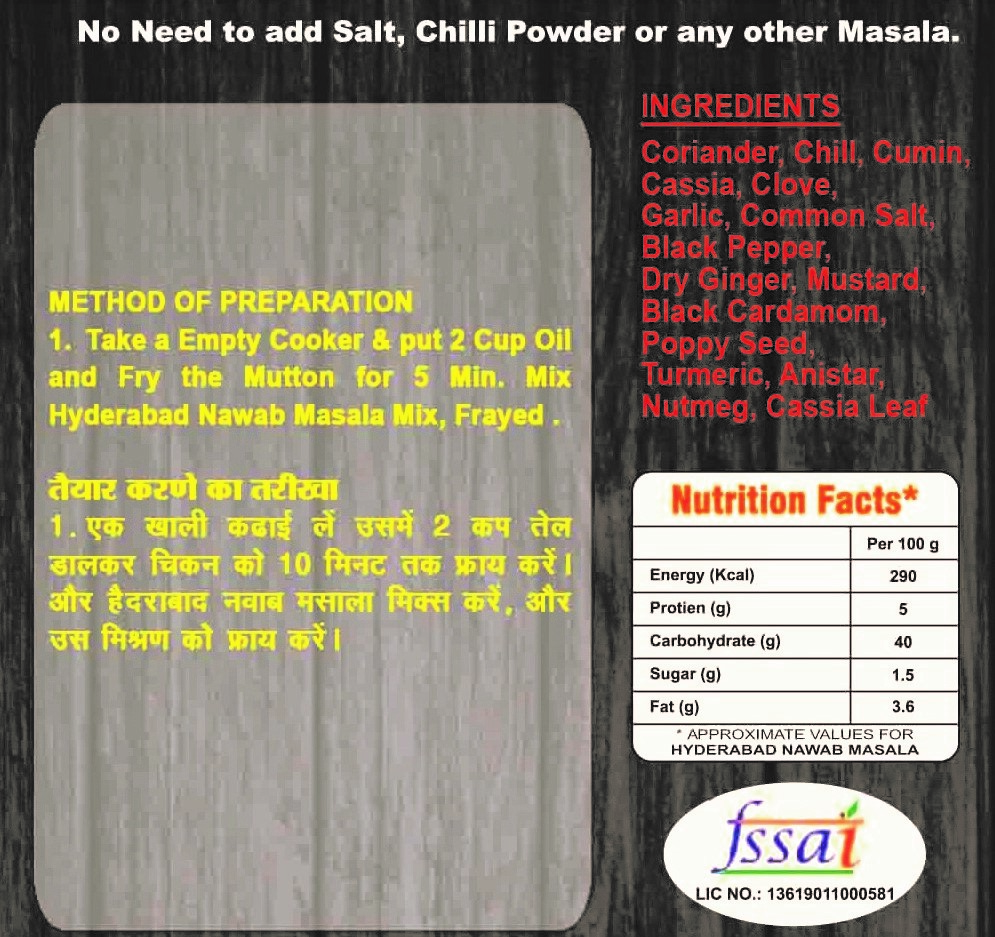 No Need to add Salt, Chilli Powder or any other Masala.
METHOD OF PREPARATION
1. Take a Empty Cooker & put 2 Cup Oil
and Fry the Mutton for 5 Min. Mix
Hyderabad Nawab Masala Mix, Frayed .
तैयार करणे का तरीखा
1. एक खाली कढाई लें उसमें 2 कप तेल
डालकर चिकन को 10 मिनट तक फ्राय करें।
और हैदराबाद नवाब मसाला मिक्स करें, और
उस मिश्रण को फ्राय करें।
INGREDIENTS
Coriander, Chill, Cumin,
Cassia, Clove,
Garlic, Common Salt,
Black Pepper,
Dry Ginger, Mustard,
Black Cardamom,
Poppy Seed,
Turmeric, Anistar,
Nutmeg, Cassia Leaf
Nutrition Facts*
Per 100 g
Energy (Kcal) 290
Protien (g) 5
Carbohydrate (g) 40
Sugar (g) 1.5
Fat (g) 3.6
* APPROXIMATE VALUES FOR
HYDERABAD NAWAB MASALA
fssai
LIC NO.: 13619011000581